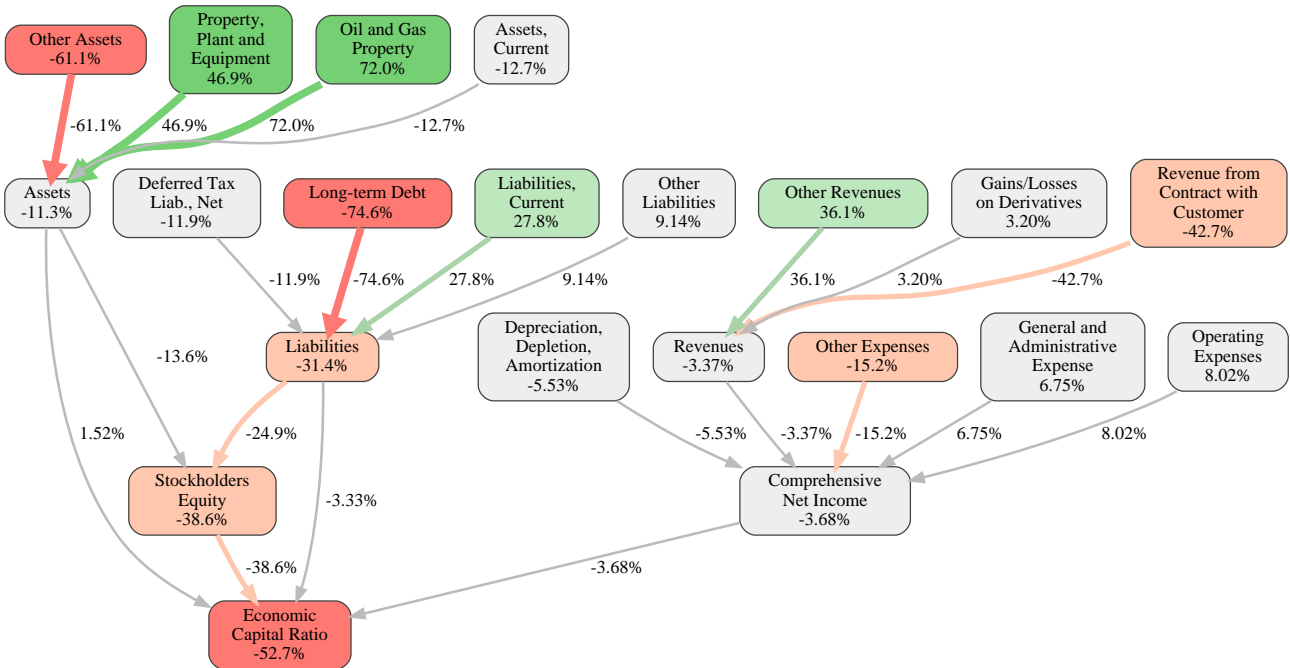 Other Assets
-61.1%
Property,
Plant and
Equipment
46.9%
Oil and Gas
Property
72.0%
Assets,
Current
-12.7%
-61.1%
46.9%
72.0%
-12.7%
Assets
-11.3%
Deferred Tax
Liab., Net
-11.9%
Long-term Debt
-74.6%
Liabilities,
Current
27.8%
Other
Liabilities
9.14%
Other Revenues
36.1%
Gains/Losses
on Derivatives
3.20%
Revenue from
Contract with
Customer
-42.7%
-11.9%
-74.6%
27.8%
9.14%
36.1%
3.20%
-42.7%
-13.6%
Liabilities
-31.4%
Depreciation,
Depletion,
Amortization
-5.53%
Revenues
-3.37%
Other Expenses
-15.2%
General and
Administrative
Expense
6.75%
Operating
Expenses
8.02%
1.52%
-24.9%
-5.53%
-3.37%
-15.2%
6.75%
8.02%
Stockholders
Equity
-38.6%
-3.33%
Comprehensive
Net Income
-3.68%
-38.6%
-3.68%
Economic
Capital Ratio
-52.7%